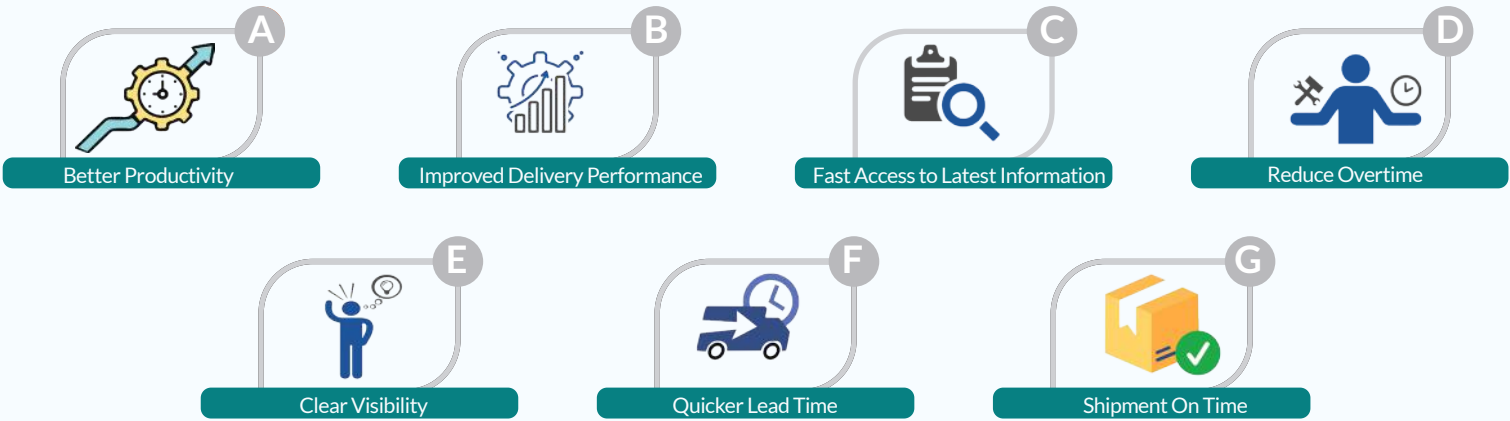 A
Better Productivity
B
Improved Delivery Performance
C
Fast Access to Latest Information
D
Reduce Overtime
E
Clear Visibility
F
Quicker Lead Time
G
Shipment On Time